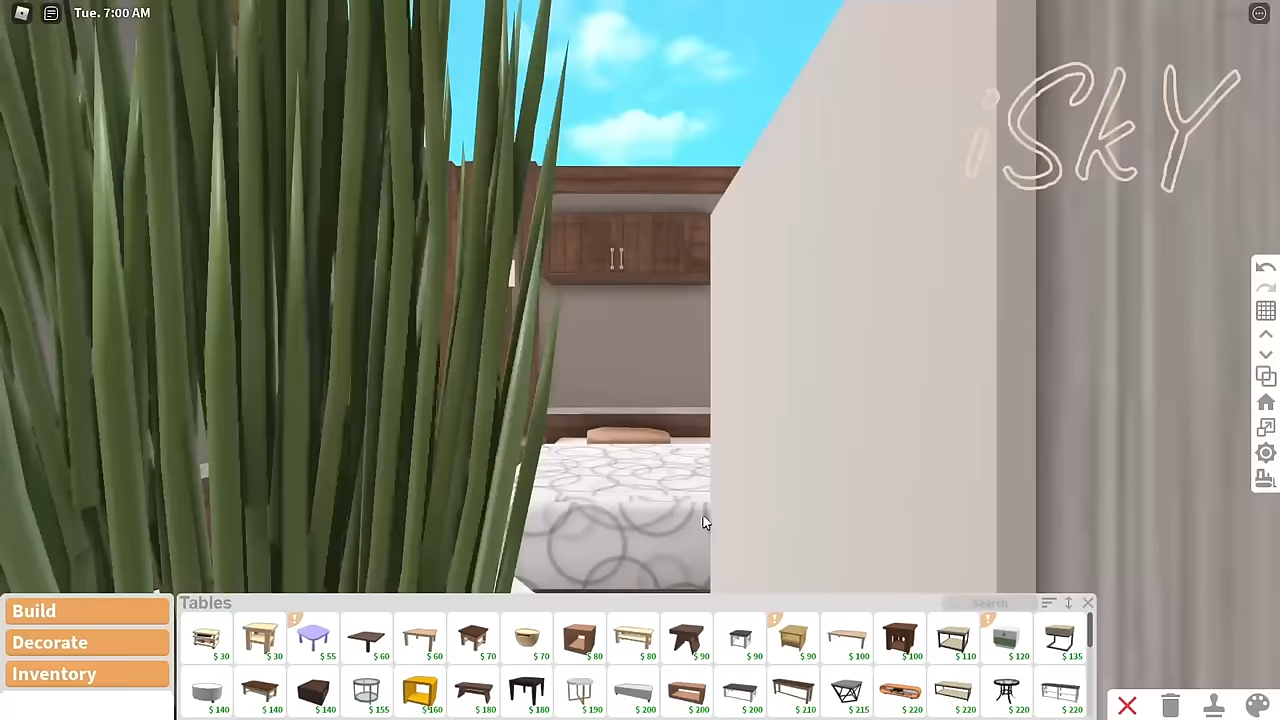 Tue. 7:00 AM
iSkY
Build
Decorate
Inventory
Tables
Search
$ 30 $ 30 $ 55 $ 60 $ 60 $ 70 $ 70 $ 80 $ 80 $ 90 $ 90 $ 90 $ 100 $ 100 $ 110 $ 120 $ 135
$ 140 $ 140 $ 140 $ 155 $ 160 $ 180 $ 180 $ 190 $ 200 $ 200 $ 200 $ 210 $ 215 $ 220 $ 220 $ 220 $ 220